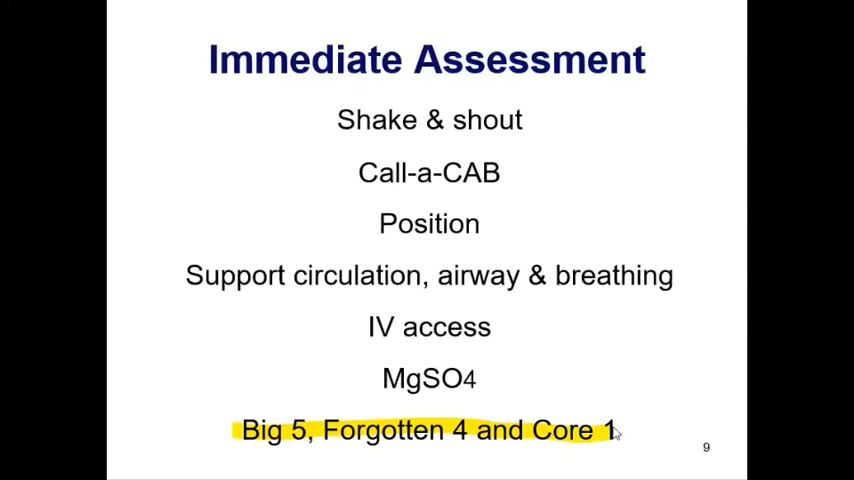 Immediate Assessment
Shake & shout
Call-a-CAB
Position
Support circulation, airway & breathing
IV access
MgSO4
Big 5, Forgotten 4 and Core 1
9